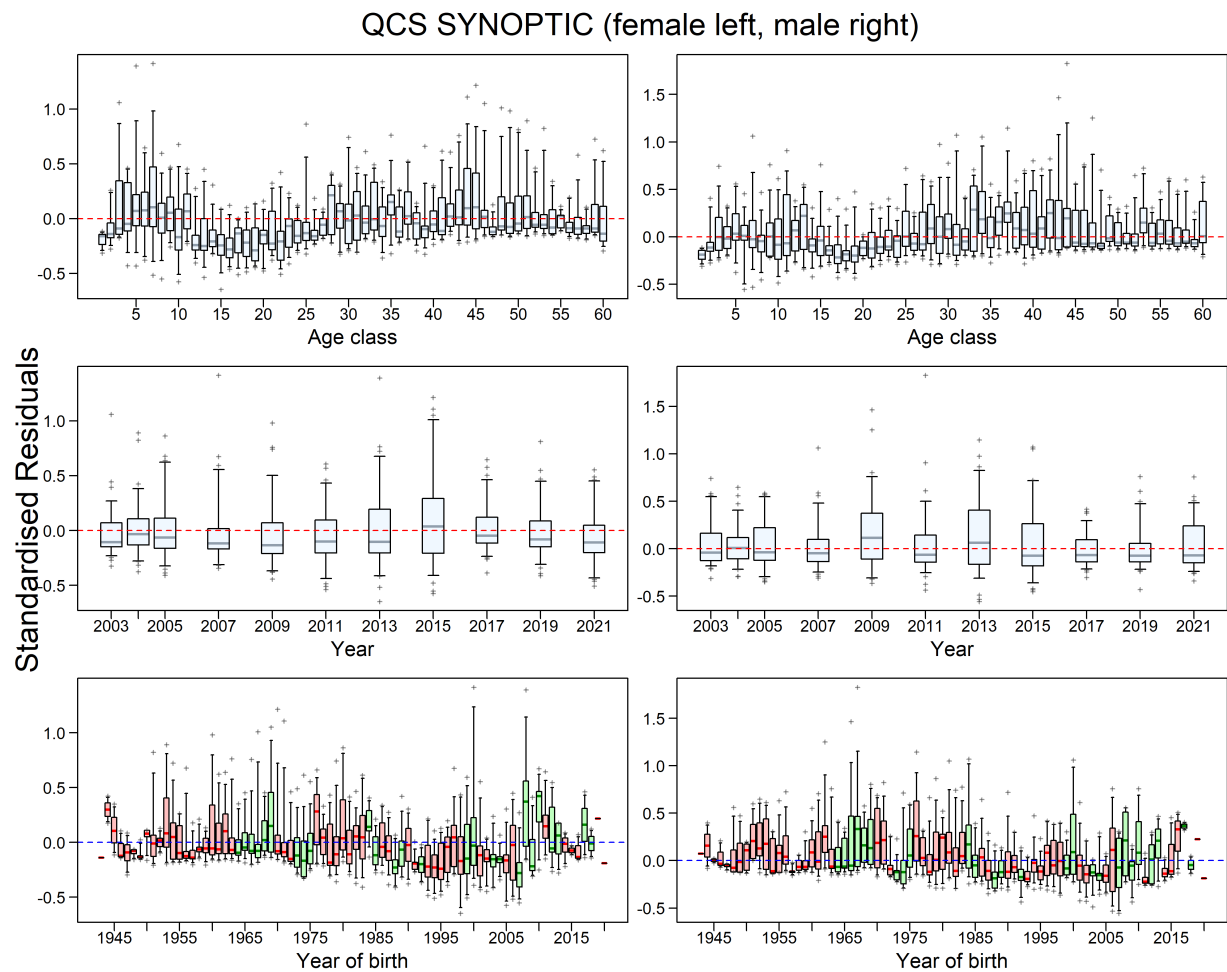 QCS SYNOPTIC (female left, male right)
Standardised Residuals
1.0
0.5
0.0
-0.5
5 10 15 20 25 30 35 40 45 50 55 60
Age class
1.5
1.0
0.5
0.0
-0.5
5 10 15 20 25 30 35 40 45 50 55 60
Age class
1.0
0.5
0.0
-0.5
2003 2005 2007 2009 2011 2013 2015 2017 2019 2021
Year
1.5
1.0
0.5
0.0
-0.5
2003 2005 2007 2009 2011 2013 2015 2017 2019 2021
Year
1.0
0.5
0.0
-0.5
1945 1955 1965 1975 1985 1995 2005 2015
Year of birth
1.5
1.0
0.5
0.0
-0.5
1945 1955 1965 1975 1985 1995 2005 2015
Year of birth